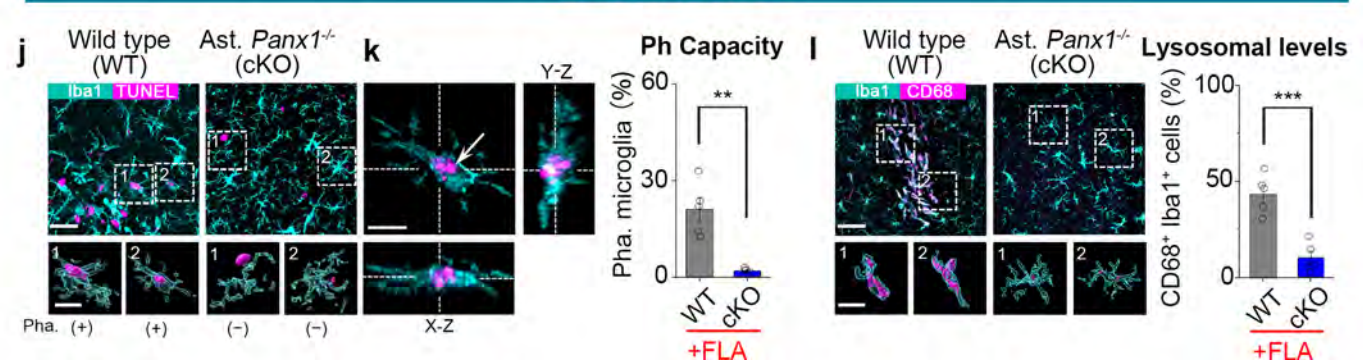 j
Wild type
(WT)
Ast. Panx1-/-
(cKO)
Iba1 TUNEL
1
2
1
2
1
2
1
2
Pha. (+) (+) (−) (−)
k
Y-Z
X-Z
Ph Capacity
Pha. microglia (%)
60
30
0
**
WT
cKO
+FLA
l
Wild type
(WT)
Ast. Panx1-/-
(cKO)
Iba1 CD68
1
2
1
2
1
2
1
2
Lysosomal levels
CD68+ Iba1+ cells (%)
100
50
0
***
WT
cKO
+FLA